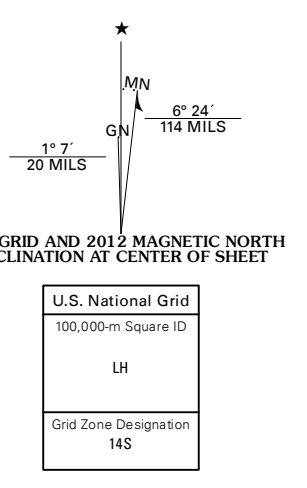 ★
MN
GN
6° 24´
114 MILS
1° 7´
20 MILS
GRID AND 2012 MAGNETIC NORTH
CLINATION AT CENTER OF SHEET
U.S. National Grid
100,000-m Square ID
LH
Grid Zone Designation
14S